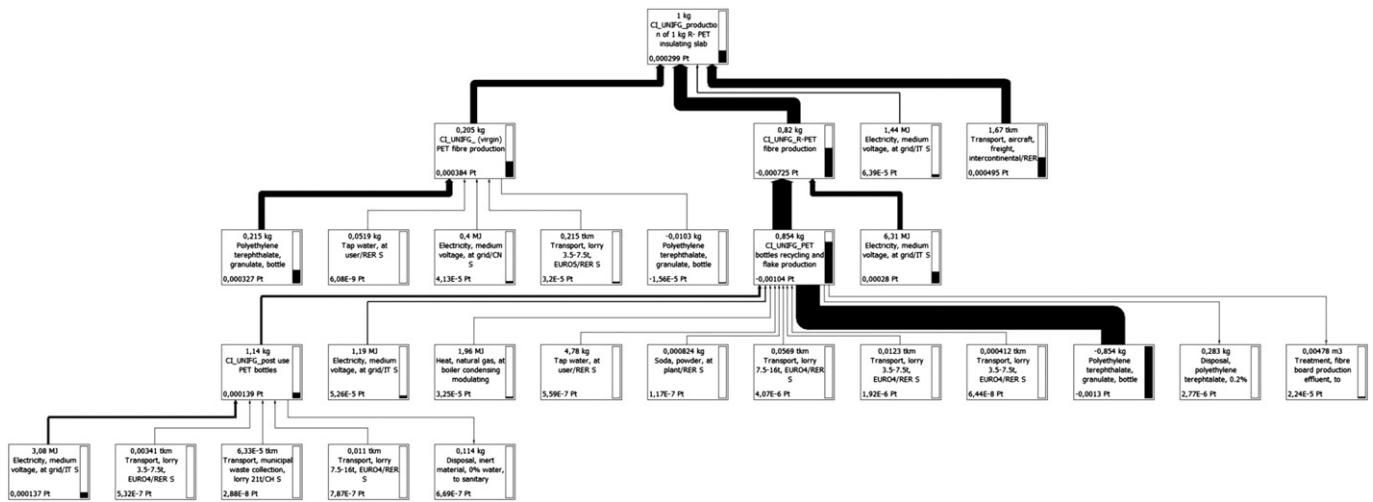 1 kg
CI_UNIFG_productio
n of 1 kg R- PET
insulating slab
0,000299 Pt
0,205 kg
CI_UNIFG_ (virgin)
PET fibre production
0,000384 Pt
0,82 kg
CI_UNFG_R-PET
fibre production
-0,000725 Pt
1,44 MJ
Electricity, medium
voltage, at grid/IT S
6,39E-5 Pt
1,67 tkm
Transport, aircraft,
freight,
intercontinental/RER
0,000495 Pt
0,215 kg
Polyethylene
terephthalate,
granulate, bottle
0,000327 Pt
0,0519 kg
Tap water, at
user/RER S
6,08E-9 Pt
0,4 MJ
Electricity, medium
voltage, at grid/CN
S
4,13E-5 Pt
0,215 tkm
Transport, lorry
3.5-7.5t,
EURO5/RER S
3,2E-5 Pt
-0,0103 kg
Polyethylene
terephthalate,
granulate, bottle
-1,56E-5 Pt
0,854 kg
CI_UNIFG_PET
bottles recycling and
flake production
-0,00104 Pt
6,31 MJ
Electricity, medium
voltage, at grid/IT S
0,00028 Pt
1,14 kg
CI_UNIFG_post use
PET bottles
0,000139 Pt
1,19 MJ
Electricity, medium
voltage, at grid/IT S
5,26E-5 Pt
1,96 MJ
Heat, natural gas, at
boiler condensing
modulating
3,25E-5 Pt
4,78 kg
Tap water, at
user/RER S
5,59E-7 Pt
0,000824 kg
Soda, powder, at
plant/RER S
1,17E-7 Pt
0,0569 tkm
Transport, lorry
7.5-16t, EURO4/RER
S
4,07E-6 Pt
0,0123 tkm
Transport, lorry
3.5-7.5t,
EURO4/RER S
1,92E-6 Pt
0,000412 tkm
Transport, lorry
3.5-7.5t,
EURO4/RER S
6,44E-8 Pt
-0,854 kg
Polyethylene
terephthalate,
granulate, bottle
-0,0013 Pt
0,283 kg
Disposal,
polyethylene
terephtalate, 0.2%
2,77E-6 Pt
0,00478 m3
Treatment, fibre
board production
effluent, to
2,24E-5 Pt
3,08 MJ
Electricity, medium
voltage, at grid/IT S
0,000137 Pt
0,00341 tkm
Transport, lorry
3.5-7.5t,
EURO4/RER S
5,32E-7 Pt
6,33E-5 tkm
Transport, municipal
waste collection,
lorry 21t/CH S
2,88E-8 Pt
0,011 tkm
Transport, lorry
7.5-16t, EURO4/RER
S
7,87E-7 Pt
0,114 kg
Disposal, inert
material, 0% water,
to sanitary
6,69E-7 Pt